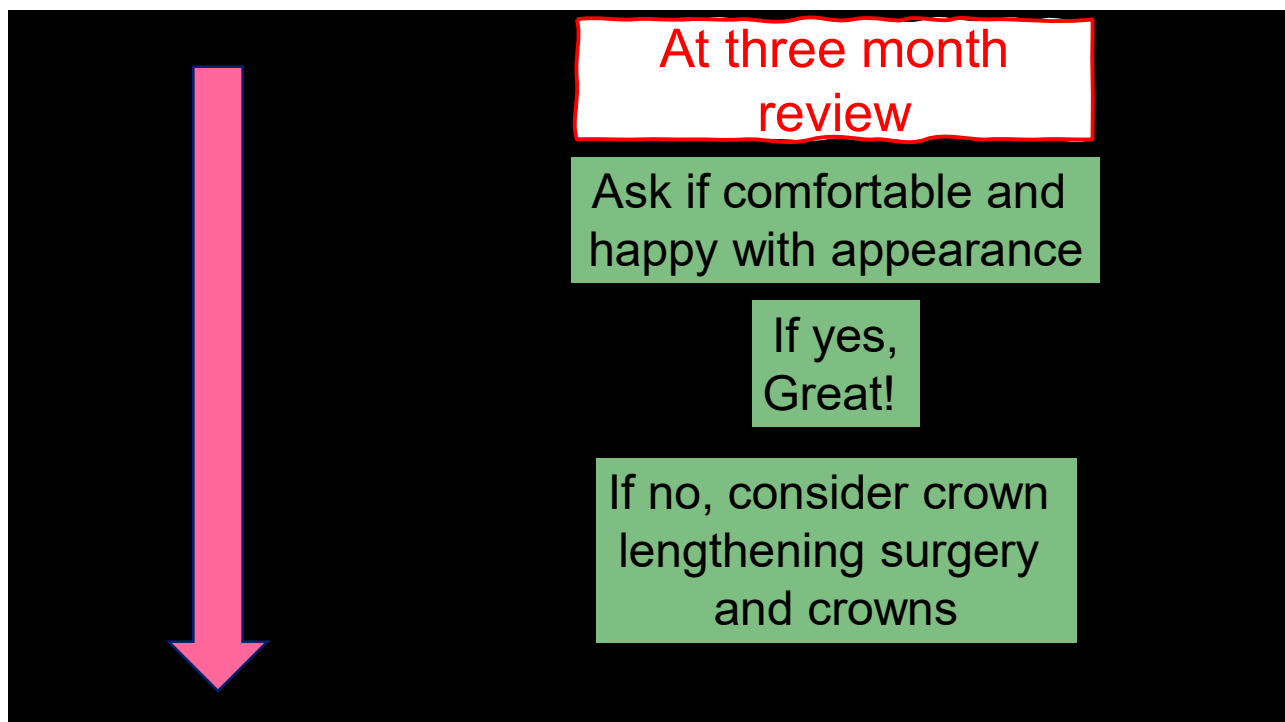 At three month
review
Ask if comfortable and
happy with appearance
If yes,
Great!
If no, consider crown
lengthening surgery
and crowns